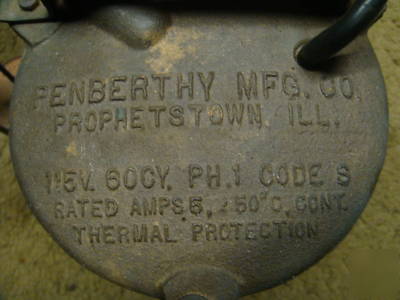 PENBERTHY MFG. CO.
PROPHETSTOWN, ILL.
115V. 60CY. PH.1 CODE S
RATED AMPS 5, 50°C. CONT.
THERMAL PROTECTION